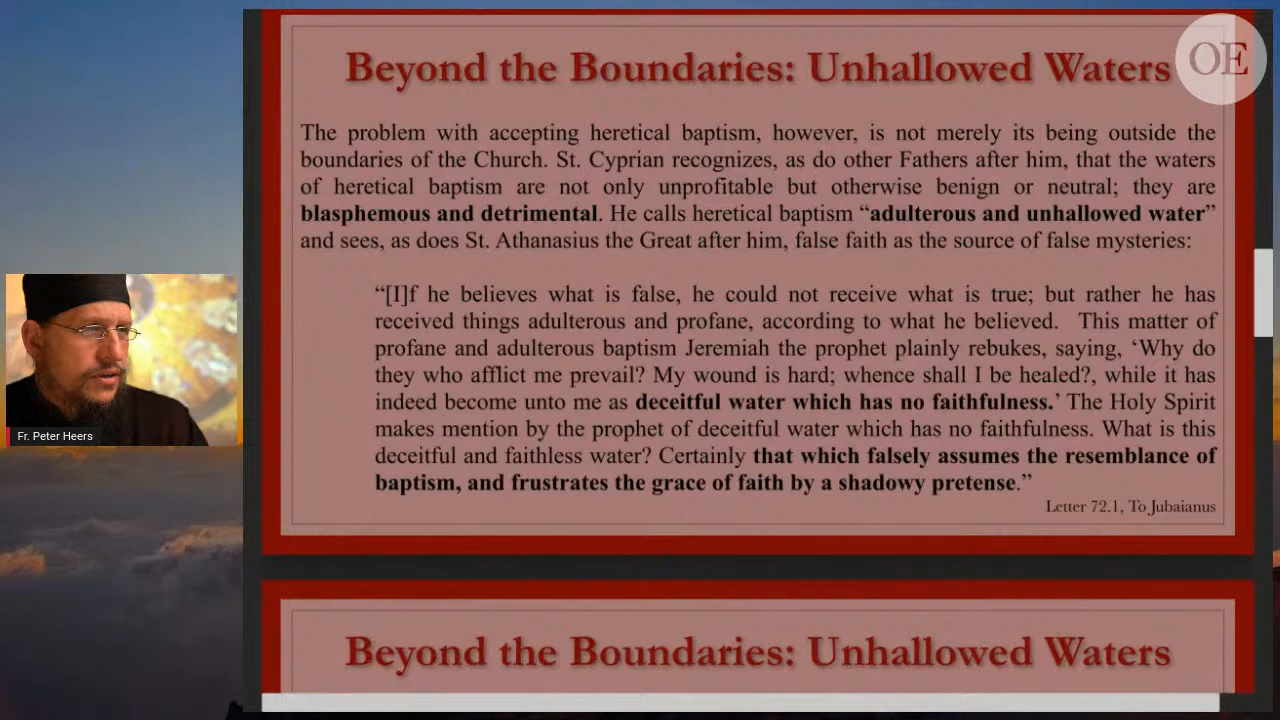 Beyond the Boundaries: Unhallowed Waters
OE
The problem with accepting heretical baptism, however, is not merely its being outside the
boundaries of the Church. St. Cyprian recognizes, as do other Fathers after him, that the waters
of heretical baptism are not only unprofitable but otherwise benign or neutral; they are
blasphemous and detrimental. He calls heretical baptism “adulterous and unhallowed water”
and sees, as does St. Athanasius the Great after him, false faith as the source of false mysteries:
“[I]f he believes what is false, he could not receive what is true; but rather he has
received things adulterous and profane, according to what he believed. This matter of
profane and adulterous baptism Jeremiah the prophet plainly rebukes, saying, ‘Why do
they who afflict me prevail? My wound is hard; whence shall I be healed?, while it has
indeed become unto me as deceitful water which has no faithfulness.’ The Holy Spirit
makes mention by the prophet of deceitful water which has no faithfulness. What is this
deceitful and faithless water? Certainly that which falsely assumes the resemblance of
baptism, and frustrates the grace of faith by a shadowy pretense.”
Letter 72.1, To Jubaianus
Fr. Peter Heers
Beyond the Boundaries: Unhallowed Waters